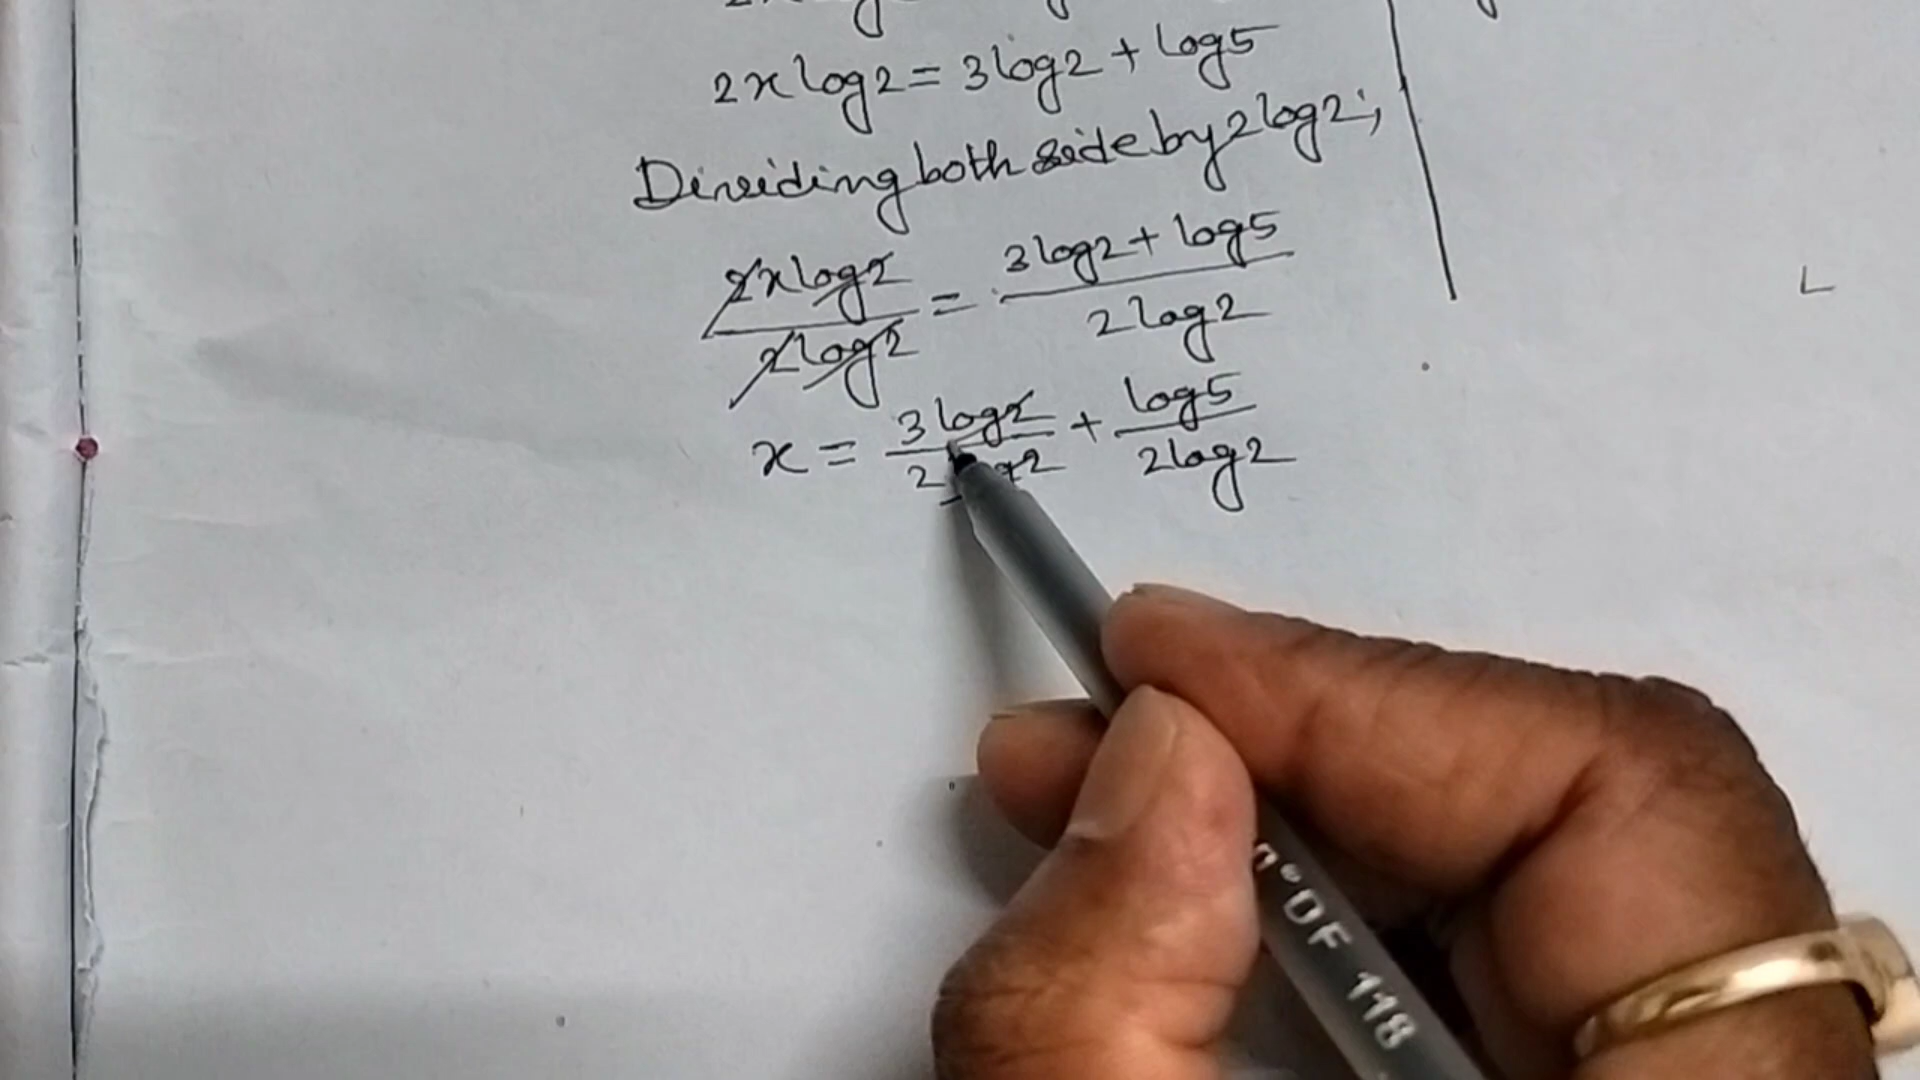 2x log2 = 3log2 + log5
Dividing both side by 2log2;
2x log2 / 2log2 = 3log2 + log5 / 2log2
x = 3log2 / 2log2 + log5 / 2log2
118